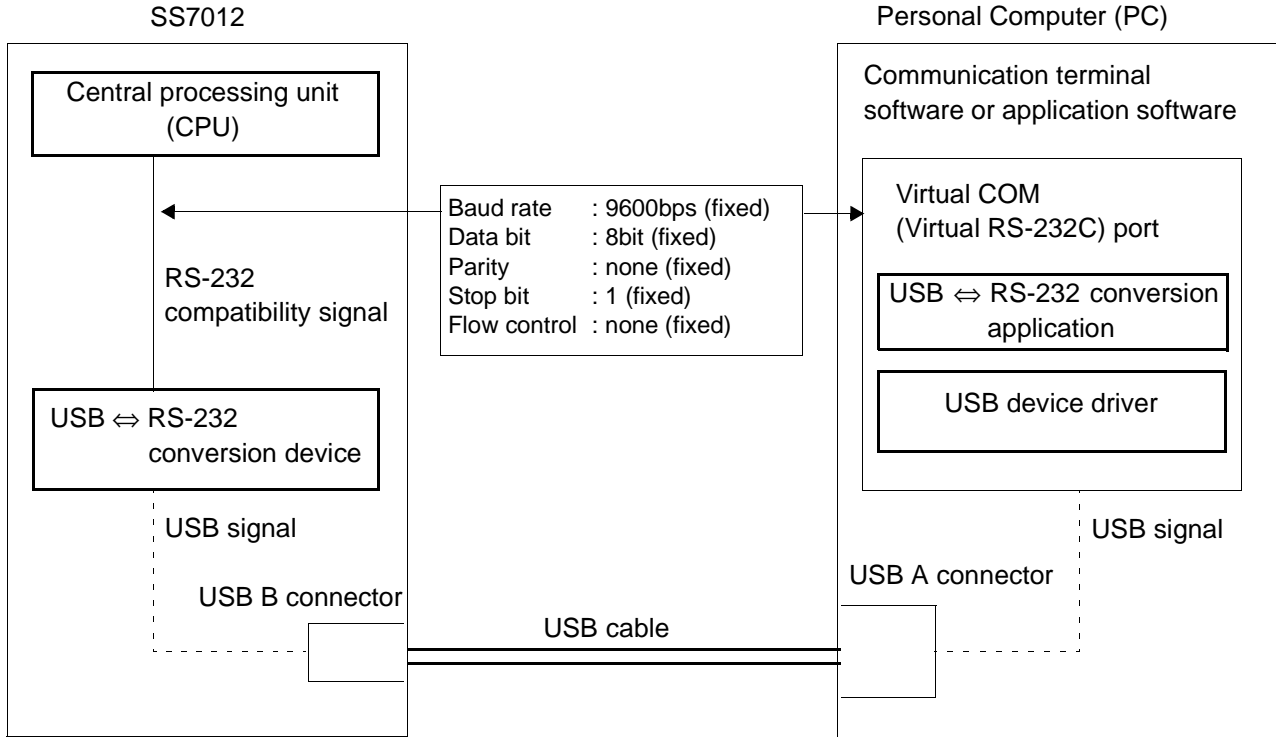 SS7012
Personal Computer (PC)
Central processing unit
(CPU)
Communication terminal
software or application software
Baud rate : 9600bps (fixed)
Data bit : 8bit (fixed)
Parity : none (fixed)
Stop bit : 1 (fixed)
Flow control : none (fixed)
Virtual COM
(Virtual RS-232C) port
RS-232
compatibility signal
USB ⇔ RS-232 conversion
application
USB device driver
USB ⇔ RS-232
conversion device
USB signal
USB signal
USB B connector
USB A connector
USB cable